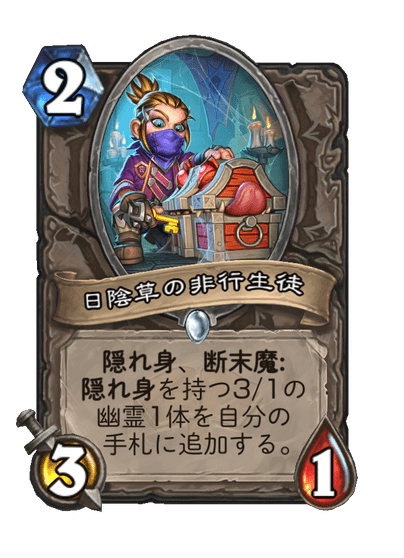 2
日陰草の非行生徒
隠れ身、断末魔:
隠れ身を持つ3/1の
幽霊1体を自分の
手札に追加する。
3
1